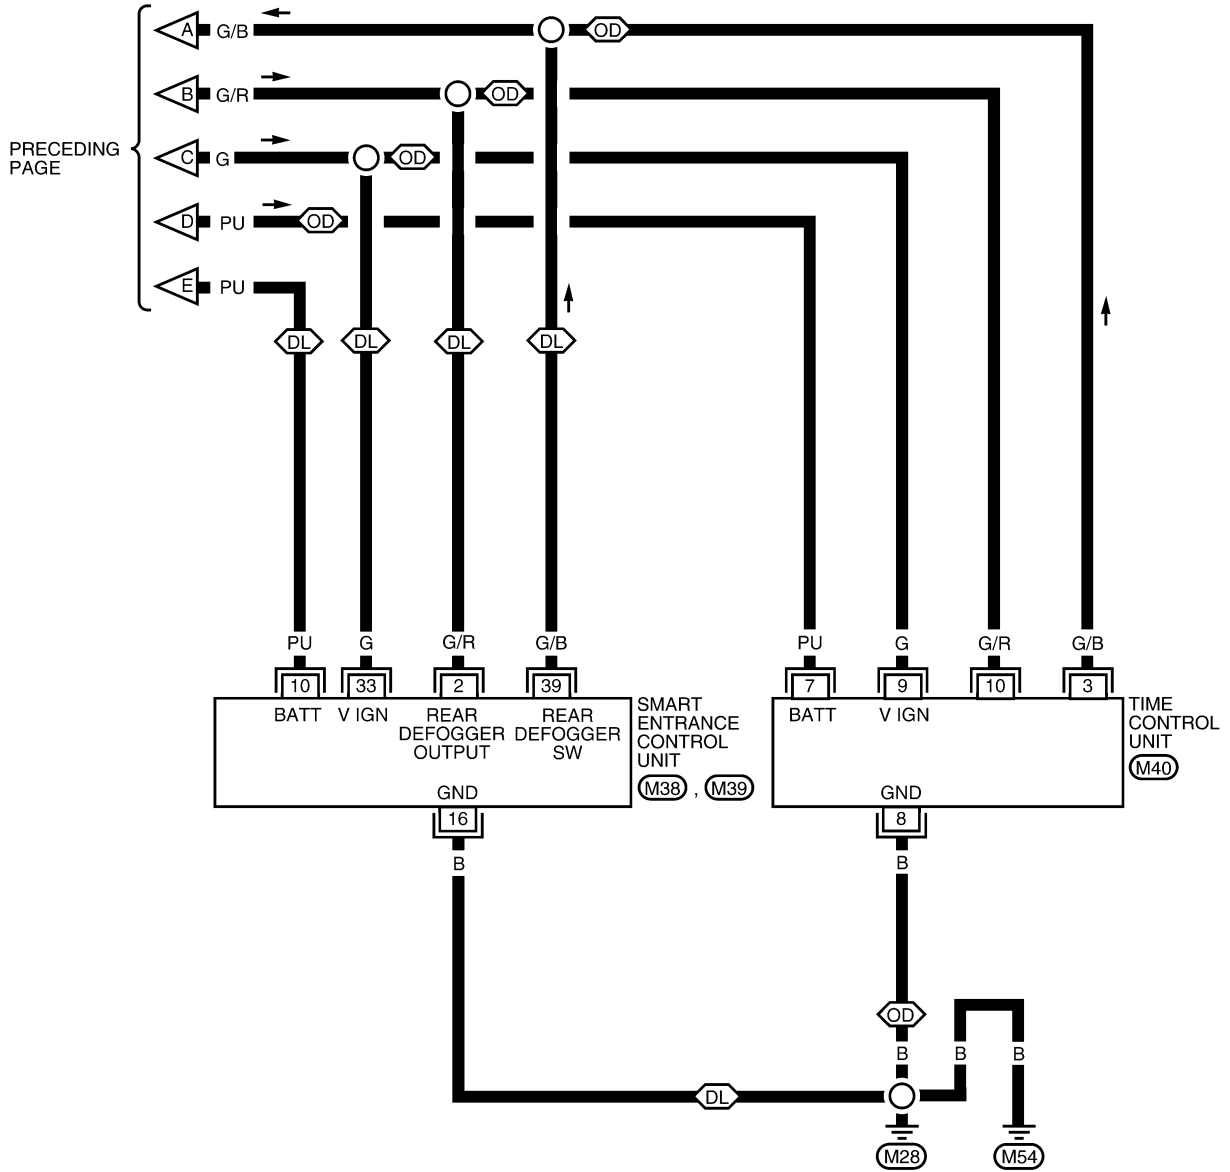 A G/B OD
B G/R OD
PRECEDING
PAGE
C G OD
D PU OD
E PU
DL DL DL DL
PU G G/R G/B PU G G/R G/B
10 33 2 39 7 9 10 3
BATT V IGN REAR
DEFOGGER
OUTPUT
REAR
DEFOGGER
SW
GND
16
SMART
ENTRANCE
CONTROL
UNIT
M38 , M39
BATT V IGN
GND
8
TIME
CONTROL
UNIT
M40
B B
OD
B B B
DL
M28 M54